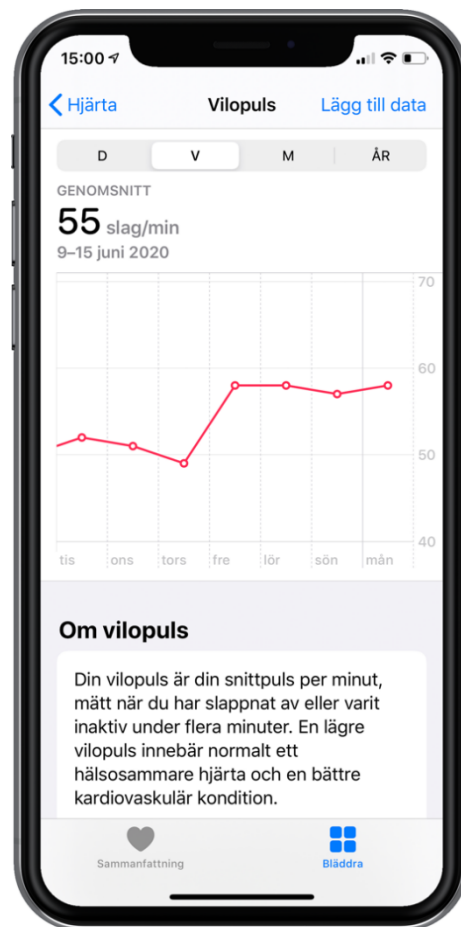 15:00
Hjärta
Vilopuls
Lägg till data
D
V
M
ÅR
GENOMSNITT
55 slag/min
9–15 juni 2020
70
60
50
40
tis
ons
tors
fre
lör
sön
mån
Om vilopuls
Din vilopuls är din snittpuls per minut,
mätt när du har slappnat av eller varit
inaktiv under flera minuter. En lägre
vilopuls innebär normalt ett
hälsosammare hjärta och en bättre
kardiovaskulär kondition.
Sammanfattning
Bläddra